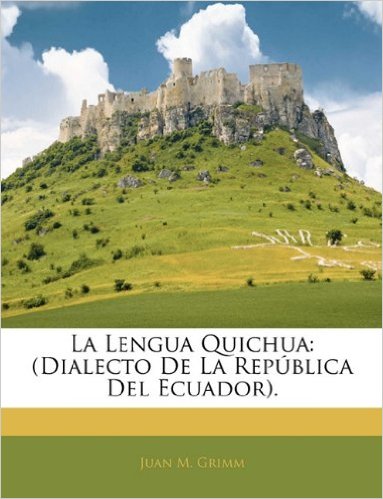 La Lengua Quichua:
(Dialecto De La República
Del Ecuador).
Juan M. Grimm